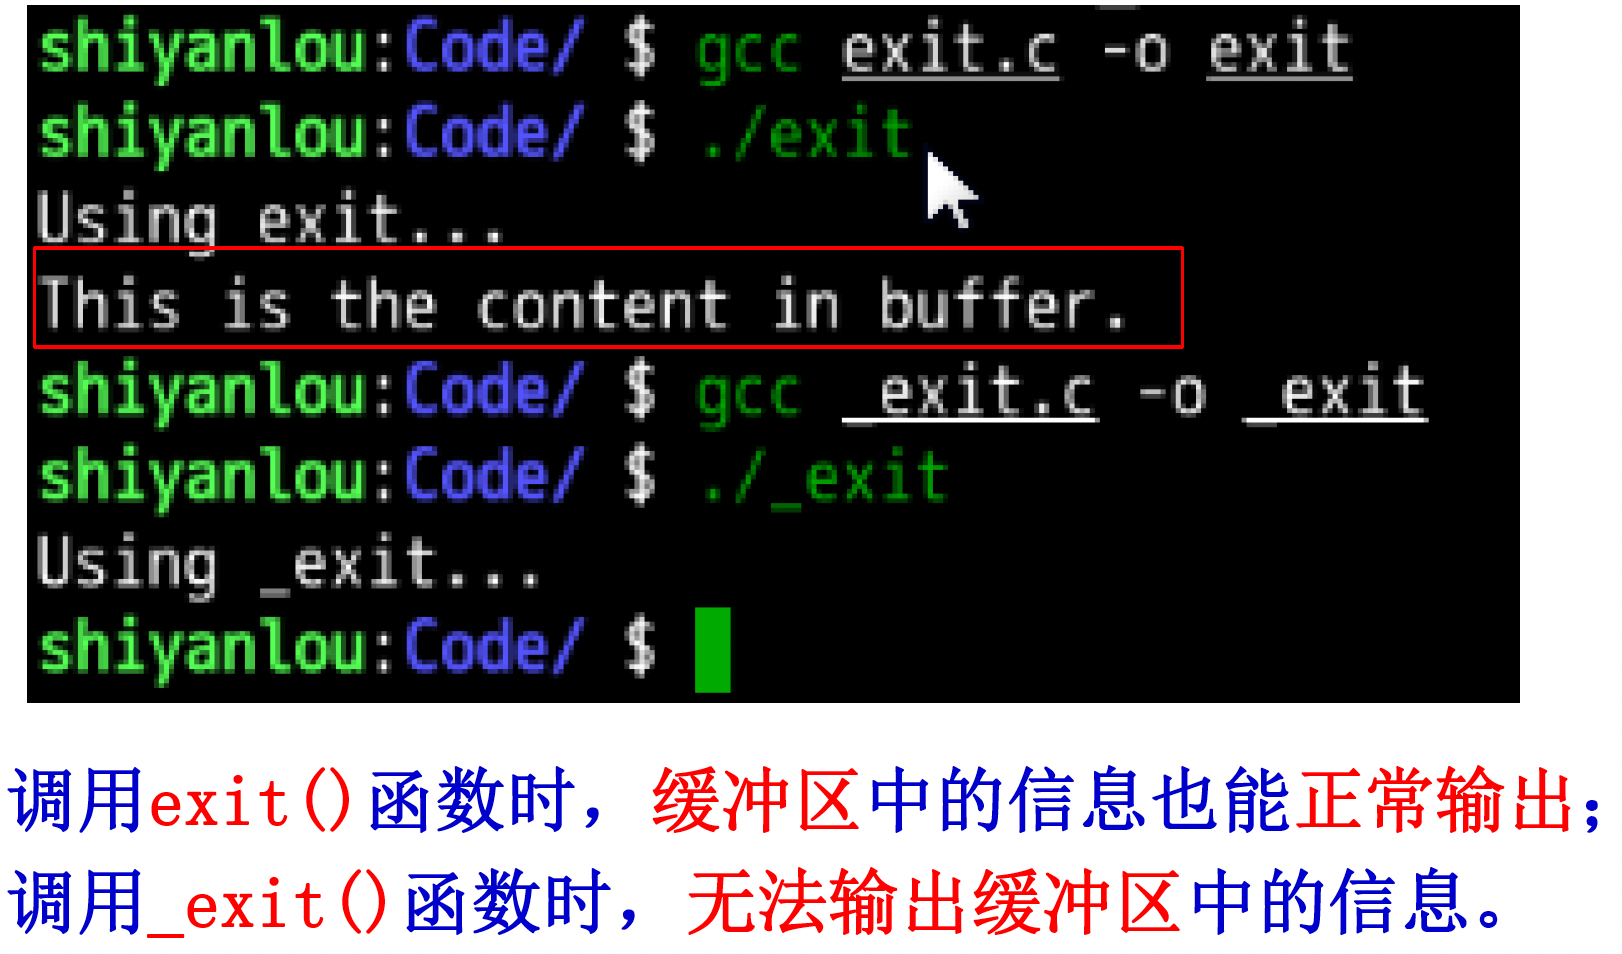 shiyanlou:Code/ $ gcc exit.c -o exit
shiyanlou:Code/ $ ./exit
Using exit...
This is the content in buffer.
shiyanlou:Code/ $ gcc _exit.c -o _exit
shiyanlou:Code/ $ ./_exit
Using _exit...
shiyanlou:Code/ $
调用exit()函数时，缓冲区中的信息也能正常输出；
调用_exit()函数时，无法输出缓冲区中的信息。